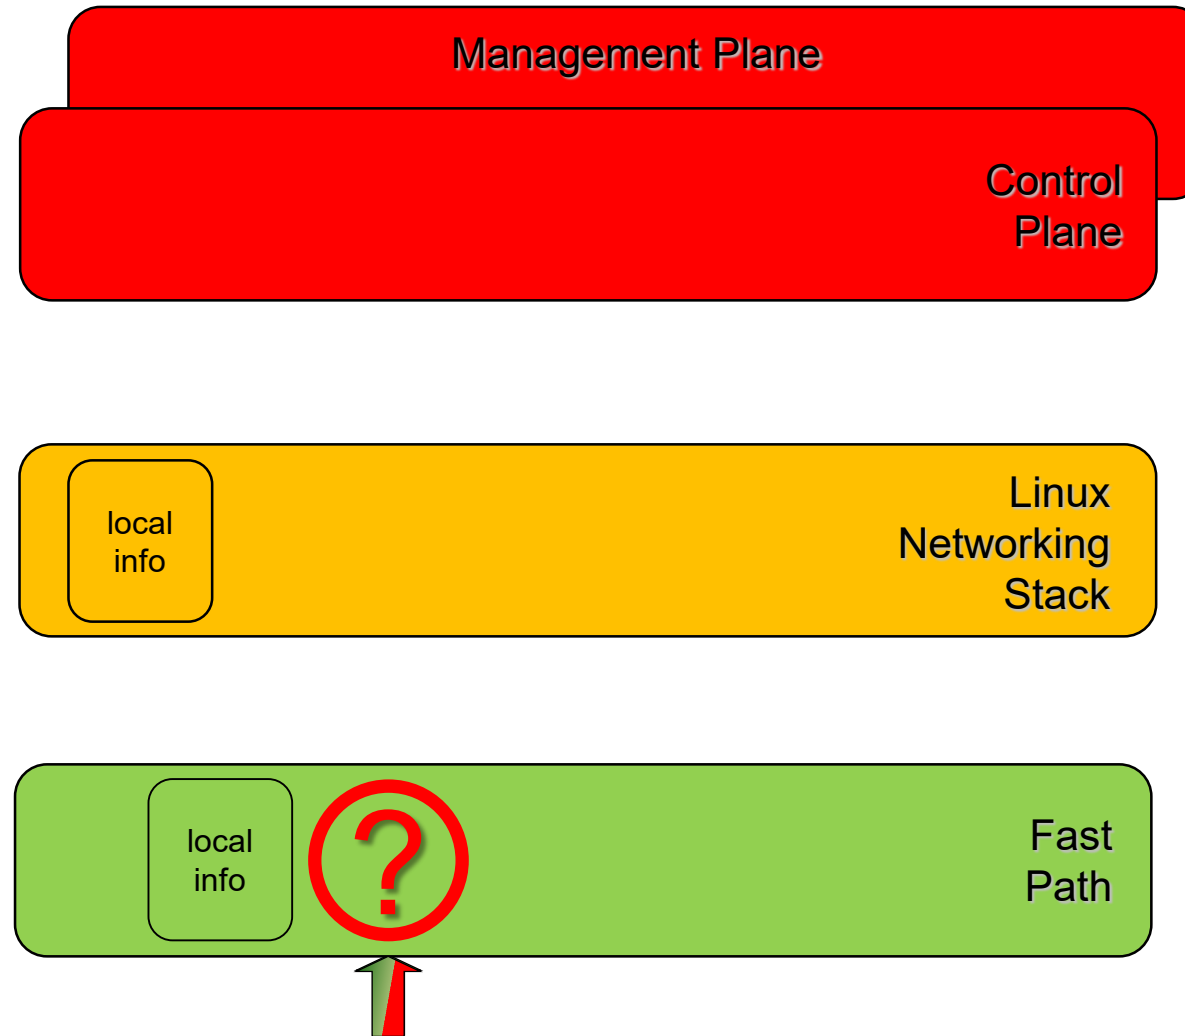 Management Plane
Control
Plane
local
info
Linux
Networking
Stack
local
info
?
Fast
Path